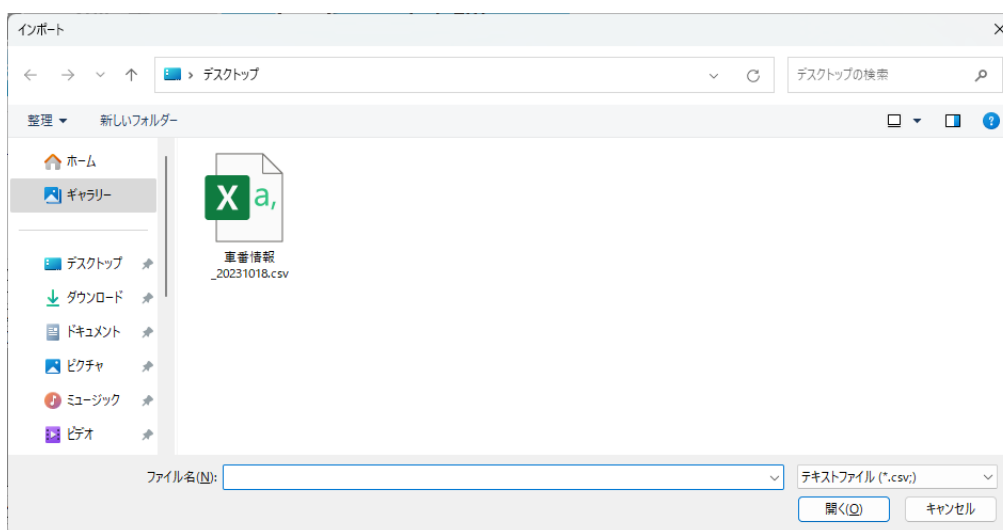 インポート
デスクトップ
デスクトップの検索
整理
新しいフォルダー
ホーム
ギャラリー
デスクトップ
ダウンロード
ドキュメント
ピクチャ
ミュージック
ビデオ
X a,
車番情報
_20231018.csv
ファイル名(N):
テキストファイル (*.csv;)
開く(O)
キャンセル